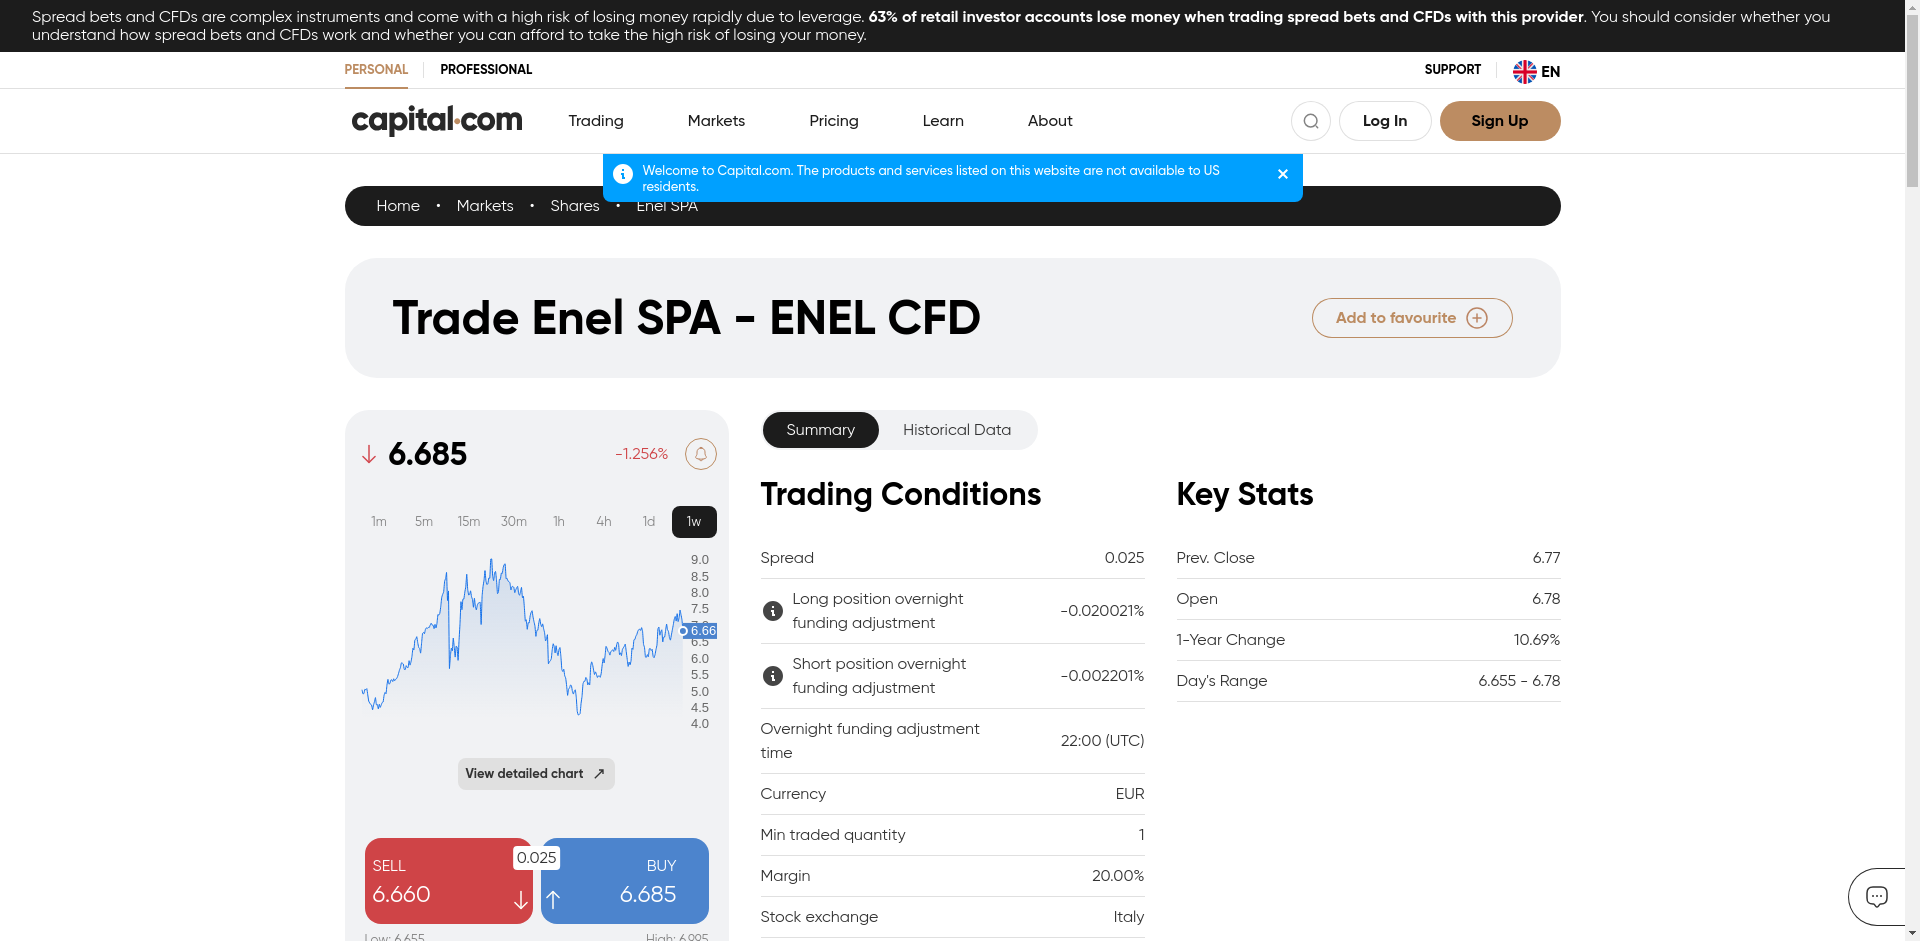 Spread bets and CFDs are complex instruments and come with a high risk of losing money rapidly due to leverage. 63% of retail investor accounts lose money when trading spread bets and CFDs with this provider. You should consider whether you
understand how spread bets and CFDs work and whether you can afford to take the high risk of losing your money.
PERSONAL PROFESSIONAL SUPPORT EN
capital.com Trading Markets Pricing Learn About Log In Sign Up
Welcome to Capital.com. The products and services listed on this website are not available to US
residents.
Home • Markets • Shares • Enel SPA
Trade Enel SPA - ENEL CFD
Add to favourite
6.685 -1.256%
1m 5m 15m 30m 1h 4h 1d 1w
9.0
8.5
8.0
7.5
6.66
6.5
6.0
5.5
5.0
4.5
4.0
View detailed chart
SELL 6.660
0.025
BUY 6.685
Low: 6.655 High: 6.995
Summary Historical Data
Trading Conditions
Spread 0.025
Long position overnight
funding adjustment -0.020021%
Short position overnight
funding adjustment -0.002201%
Overnight funding adjustment
time 22:00 (UTC)
Currency EUR
Min traded quantity 1
Margin 20.00%
Stock exchange Italy
Key Stats
Prev. Close 6.77
Open 6.78
1-Year Change 10.69%
Day's Range 6.655 - 6.78